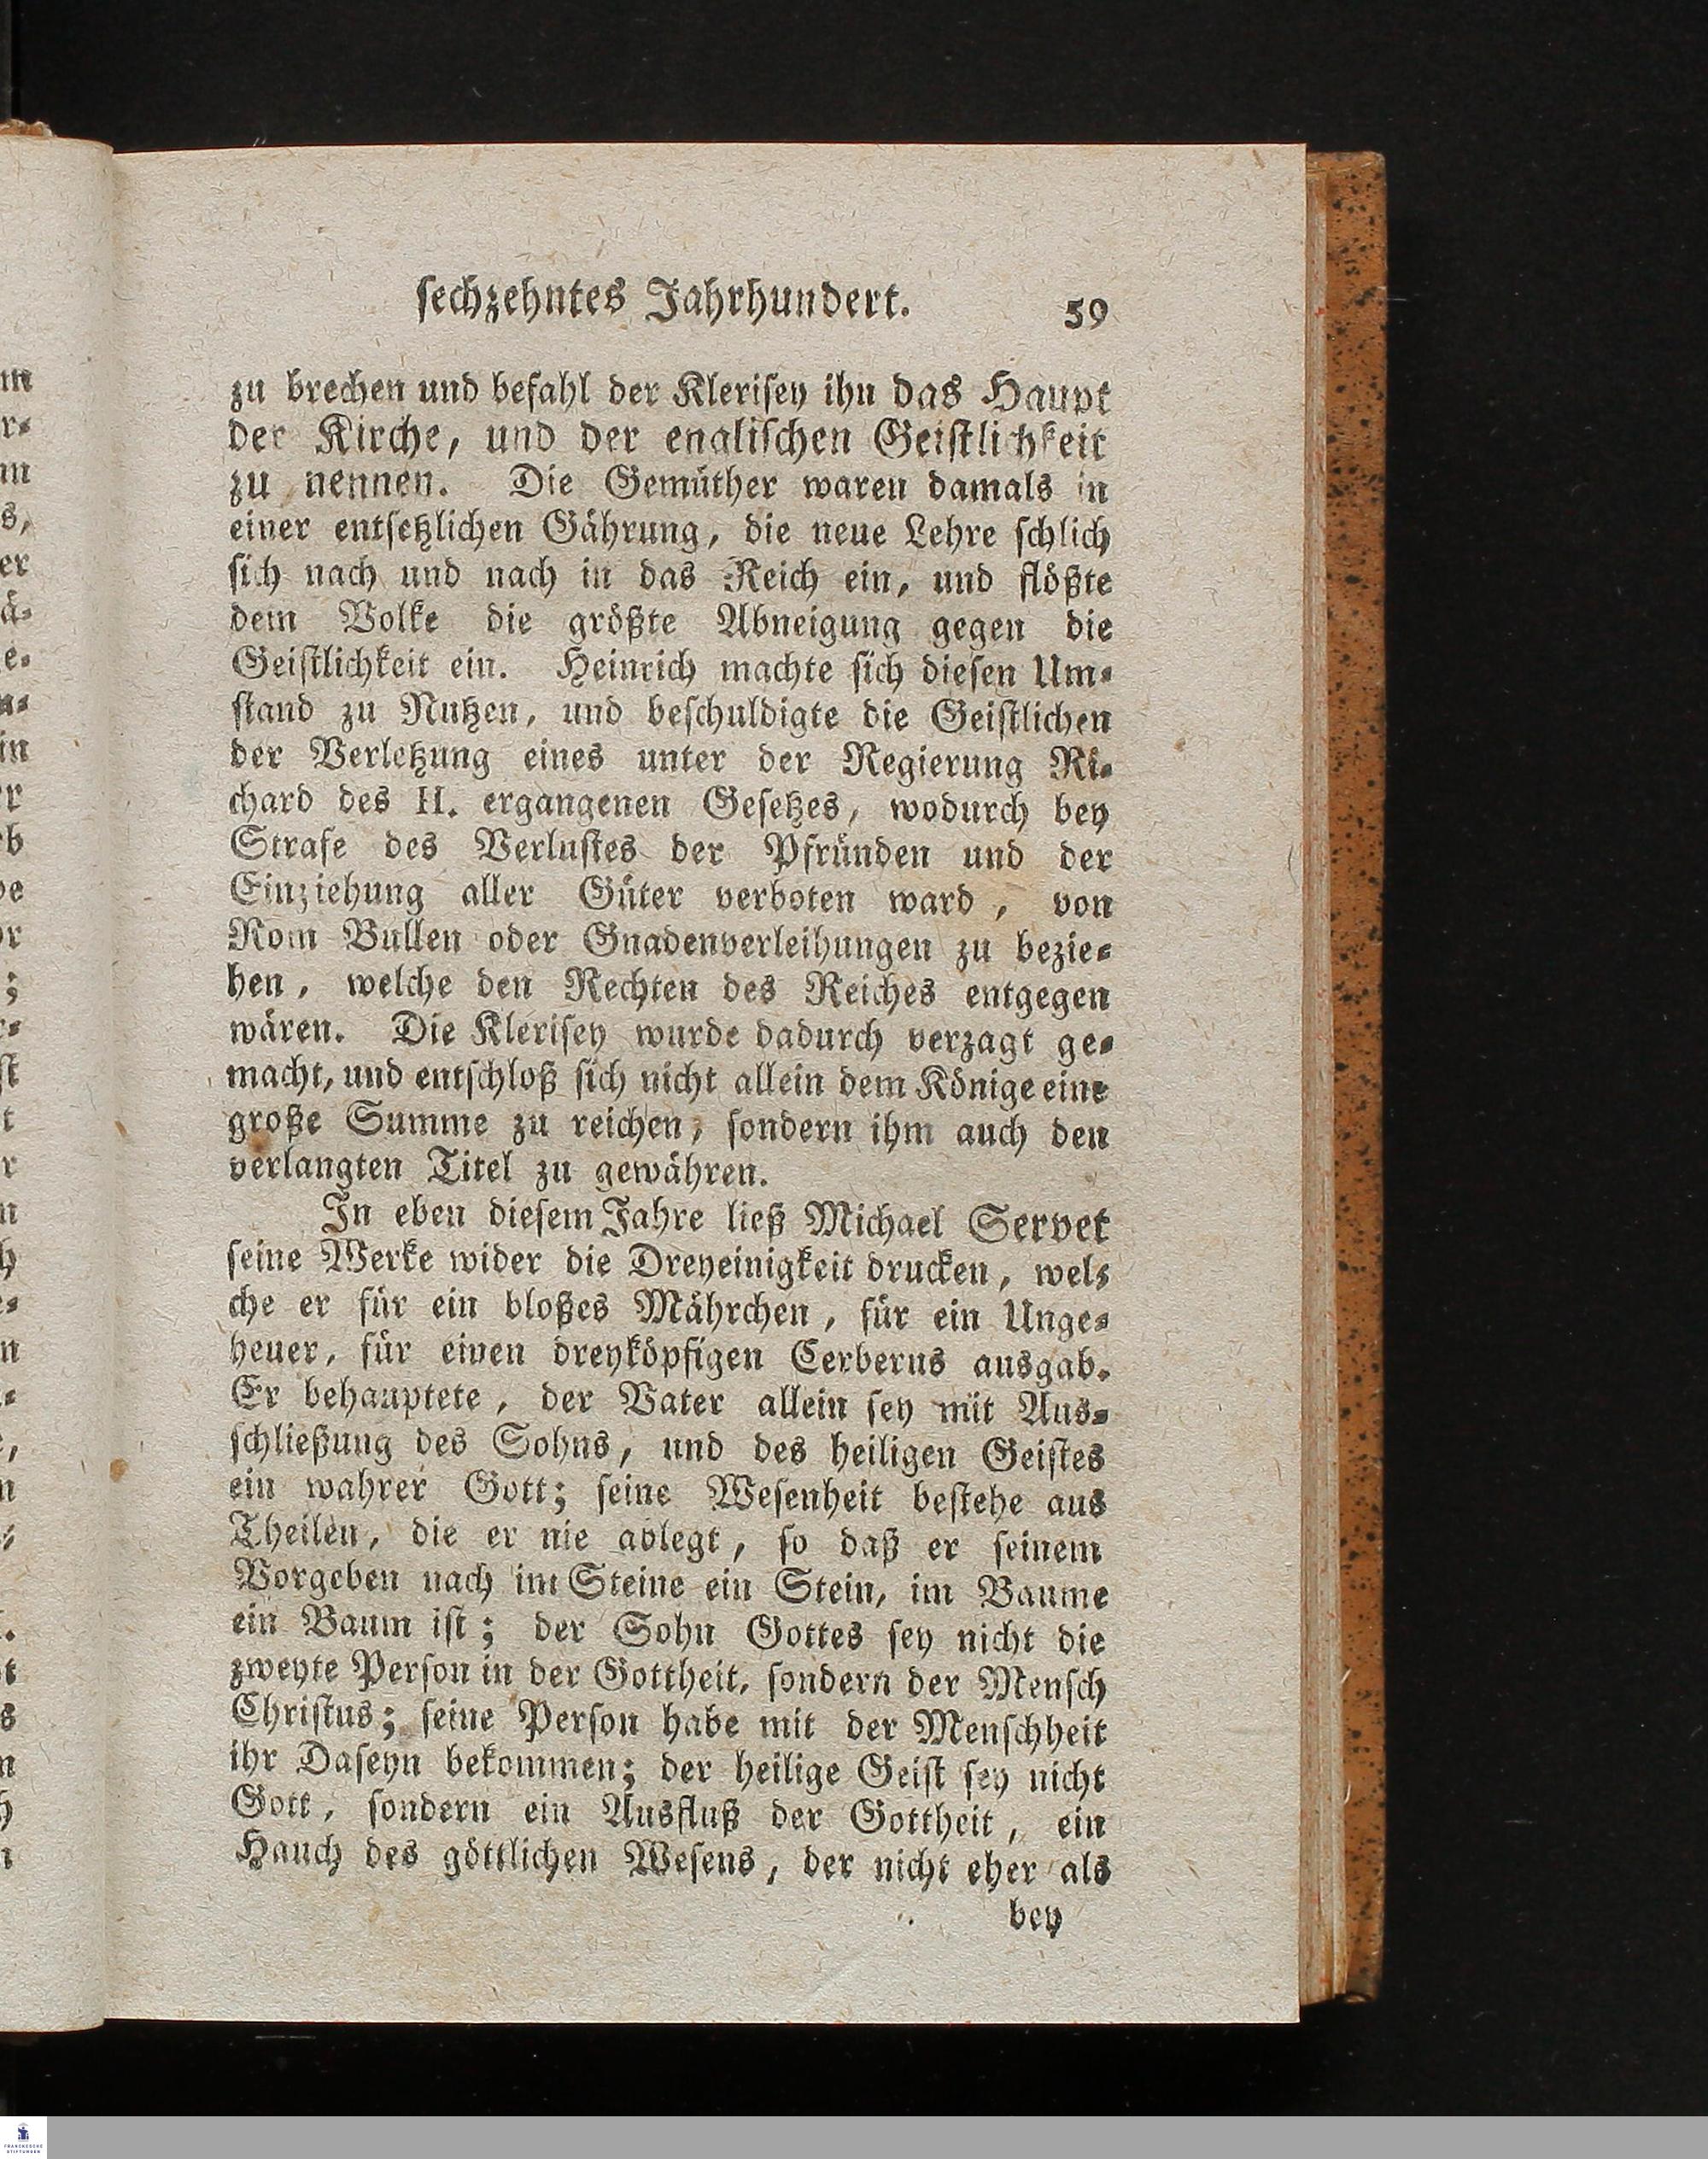 sechzehntes Jahrhundert. 59
zu brechen und befahl der Klerisey ihn das Haupt
der Kirche, und der englischen Geistlichkeit
zu nennen. Die Gemüther waren damals in
einer entsetzlichen Gährung, die neue Lehre schlich
sich nach und nach in das Reich ein, und flößte
dem Volke die größte Abneigung gegen die
Geistlichkeit ein. Heinrich machte sich diesen Um-
stand zu Nutzen, und beschuldigte die Geistlichen
der Verletzung eines unter der Regierung Ri-
chard des II. ergangenen Gesetzes, wodurch bey
Strafe des Verlustes der Pfründen und der
Einziehung aller Güter verboten ward, von
Rom Bullen oder Gnadenverleihungen zu bezie-
hen, welche den Rechten des Reiches entgegen
wären. Die Klerisey wurde dadurch verzagt ge-
macht, und entschloß sich nicht allein dem Könige eine
große Summe zu reichen, sondern ihm auch den
verlangten Titel zu gewähren.
In eben diesem Jahre ließ Michael Servet
seine Werke wider die Dreyeinigkeit drucken, wel-
che er für ein bloßes Mährchen, für ein Unge-
heuer, für einen dreyköpfigen Cerberus ausgab.
Er behauptete, der Vater allein sey mit Aus-
schließung des Sohns, und des heiligen Geistes
ein wahrer Gott; seine Wesenheit bestehe aus
Theilen, die er nie ablegt, so daß er seinem
Vorgeben nach im Steine ein Stein, im Baume
ein Baum ist; der Sohn Gottes sey nicht die
zweyte Person in der Gottheit, sondern der Mensch
Christus; seine Person habe mit der Menschheit
ihr Daseyn bekommen; der heilige Geist sey nicht
Gott, sondern ein Ausfluß der Gottheit, ein
Hauch des göttlichen Wesens, der nicht eher als
bey
FRANCKESCHE
STIFTUNGEN